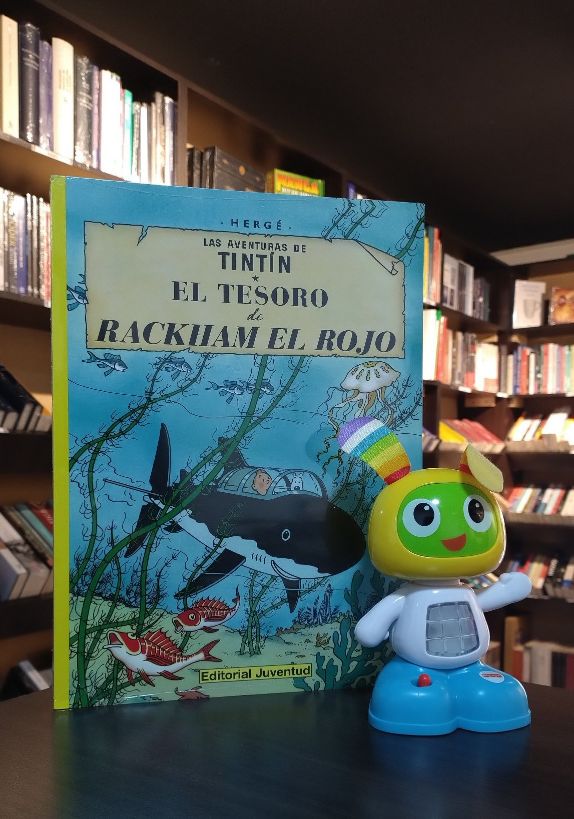 · HERGÉ ·
LAS AVENTURAS DE
TINTÍN
★
EL TESORO
de
RACKHAM EL ROJO
Editorial Juventud